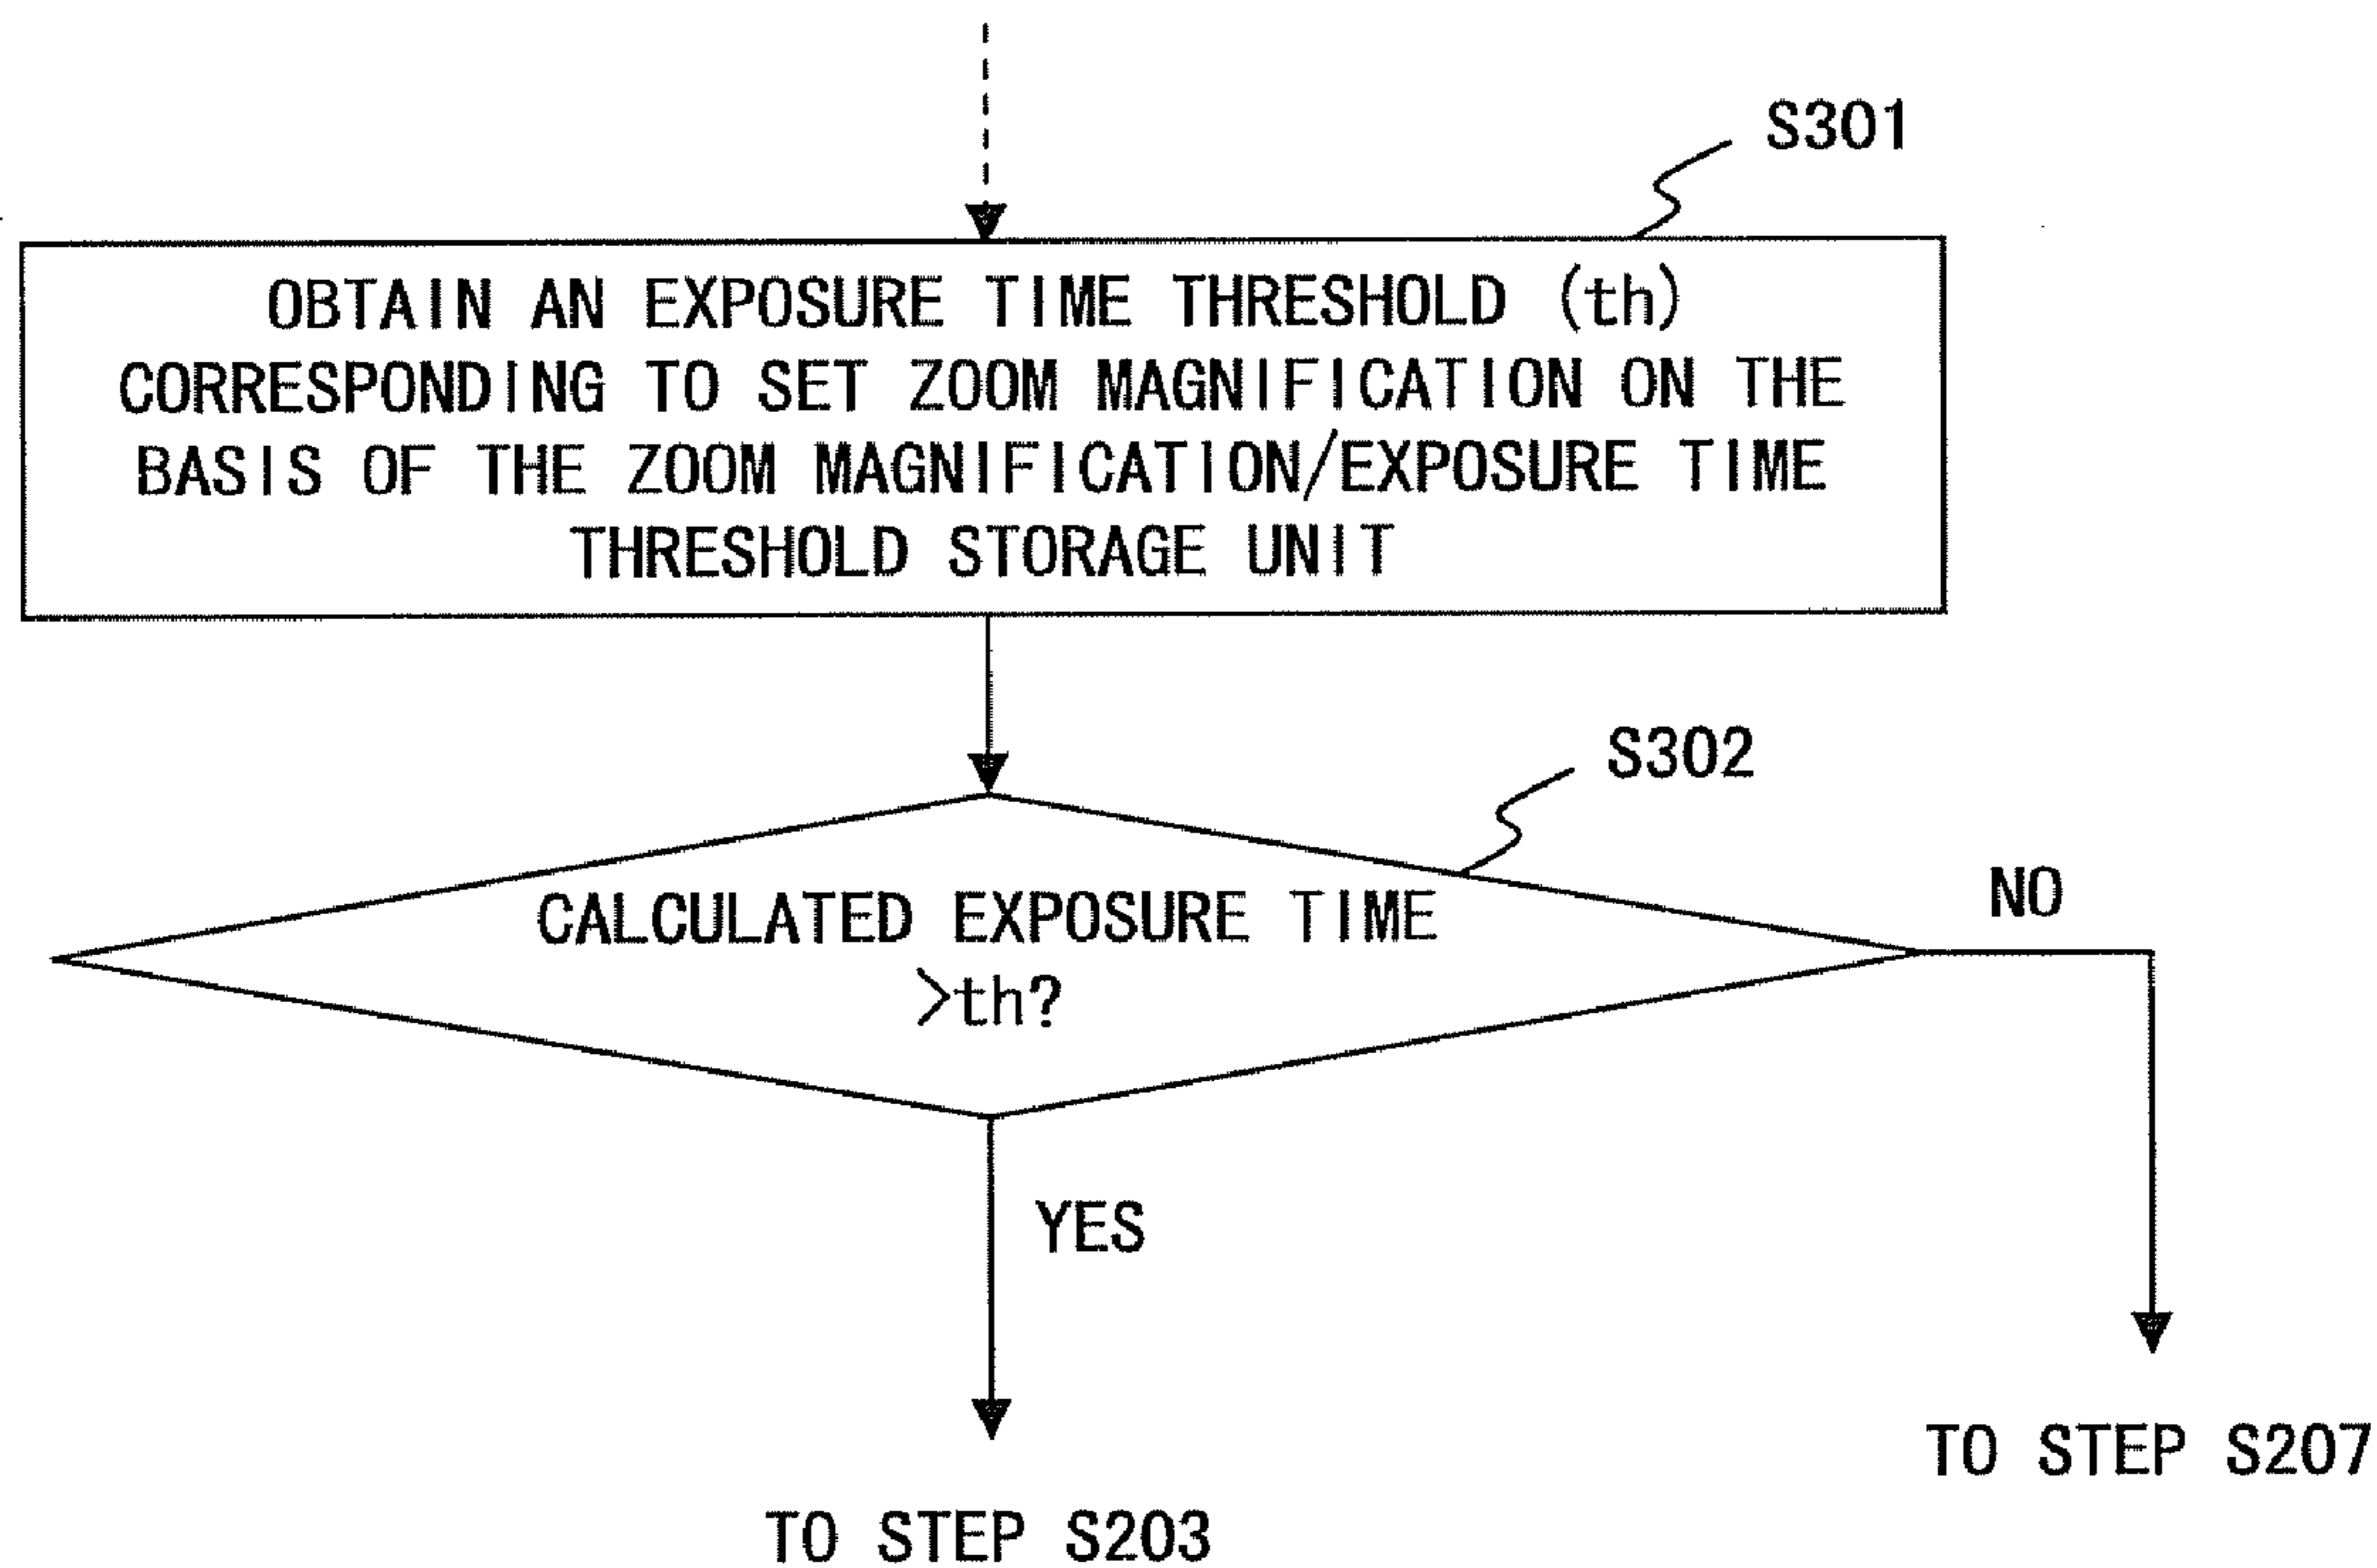 S301
OBTAIN AN EXPOSURE TIME THRESHOLD (th)
CORRESPONDING TO SET ZOOM MAGNIFICATION ON THE
BASIS OF THE ZOOM MAGNIFICATION/EXPOSURE TIME
THRESHOLD STORAGE UNIT
S302
CALCULATED EXPOSURE TIME
>th?
NO
YES
TO STEP S207
TO STEP S203